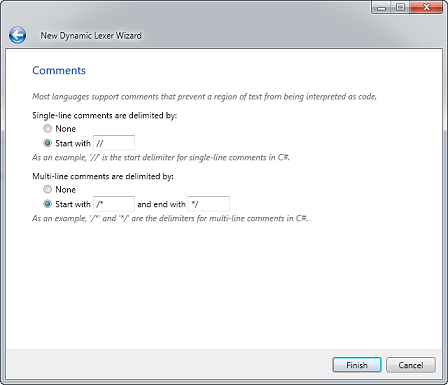 New Dynamic Lexer Wizard
Comments
Most languages support comments that prevent a region of text from being interpreted as code.
Single-line comments are delimited by:
None
Start with //
As an example, '//' is the start delimiter for single-line comments in C#.
Multi-line comments are delimited by:
None
Start with /* and end with */
As an example, '/*' and '*/' are the delimiters for multi-line comments in C#.
Finish Cancel